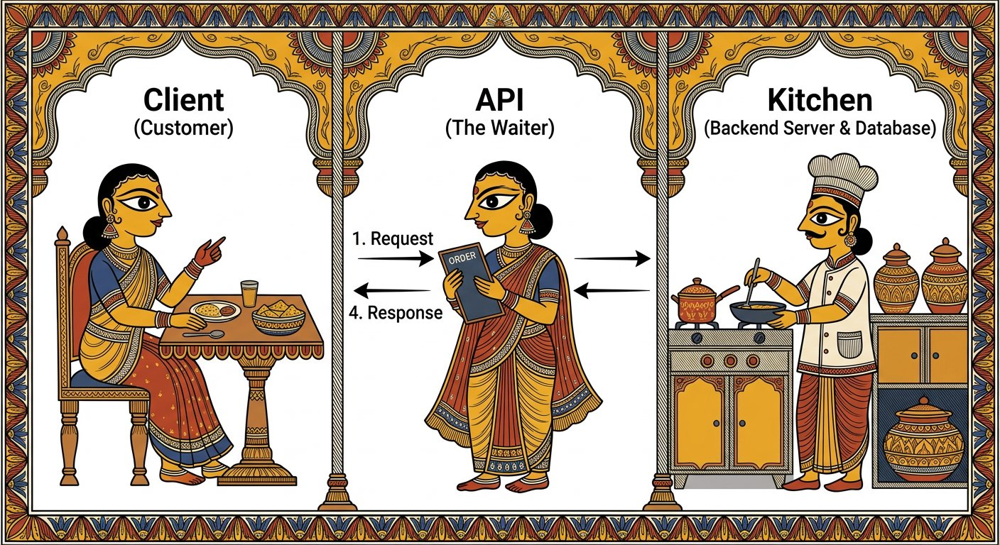 Client
(Customer)
API
(The Waiter)
Kitchen
(Backend Server & Database)
1. Request
ORDER
4. Response